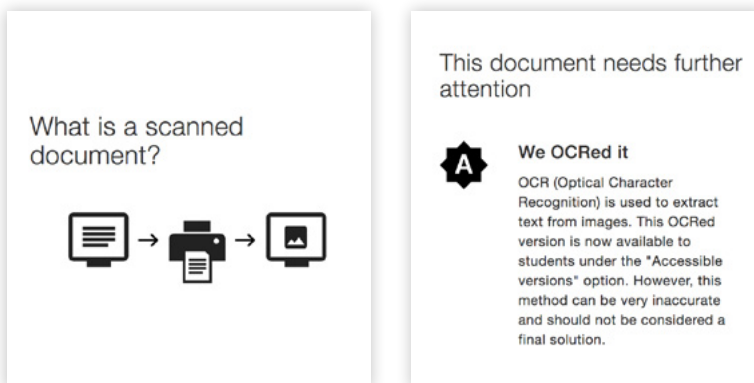 What is a scanned
document?
This document needs further
attention
A
We OCRed it
OCR (Optical Character
Recognition) is used to extract
text from images. This OCRed
version is now available to
students under the "Accessible
versions" option. However, this
method can be very inaccurate
and should not be considered a
final solution.